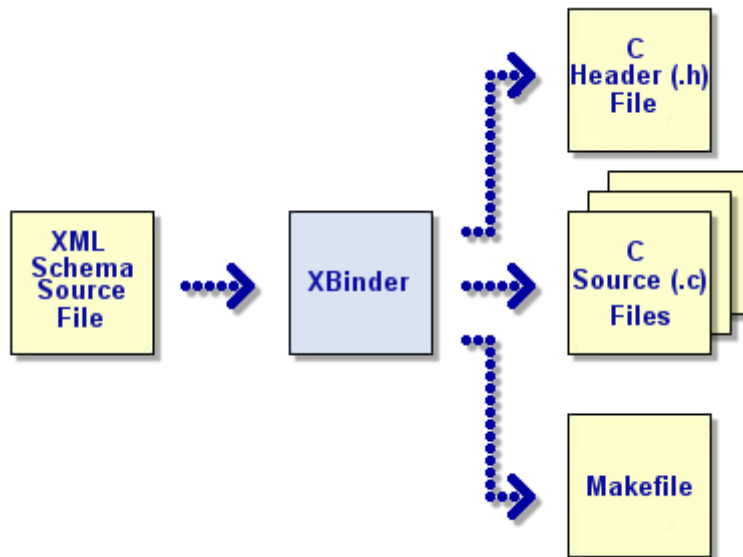 XML
Schema
Source
File
XBinder
C
Header (.h)
File
C
Source (.c)
Files
Makefile